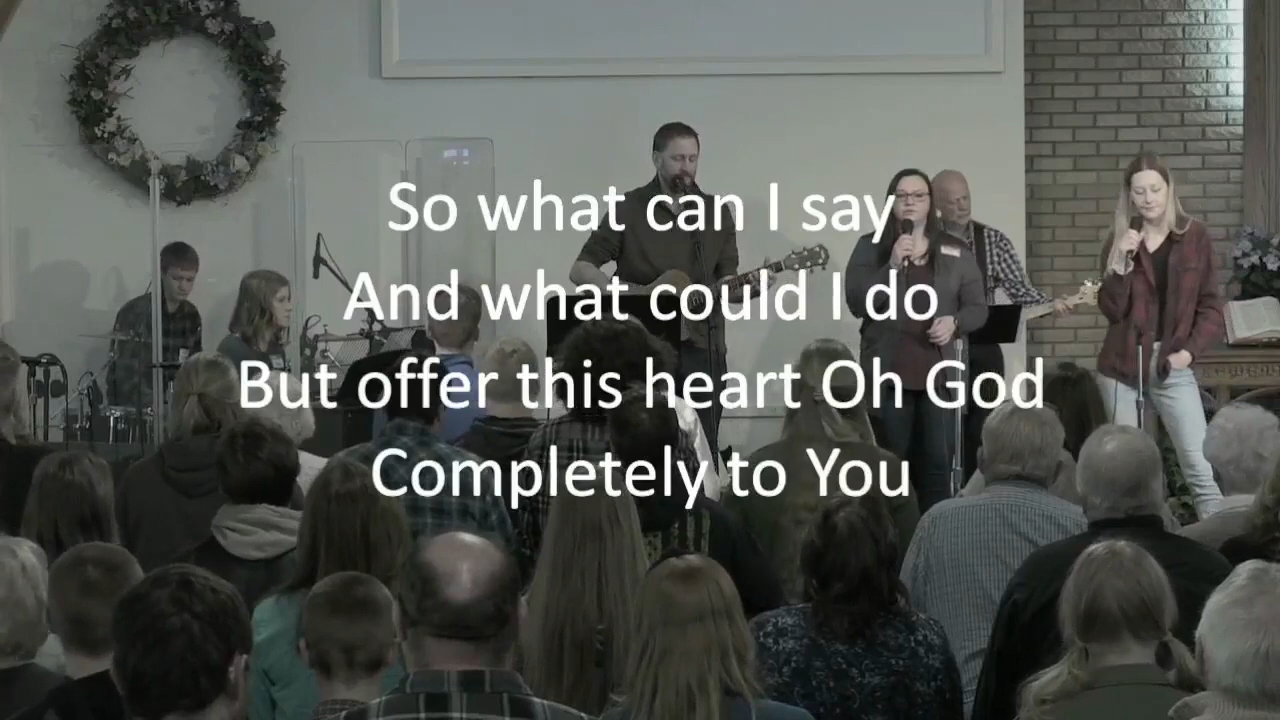 So what can I say
And what could I do
But offer this heart Oh God
Completely to You